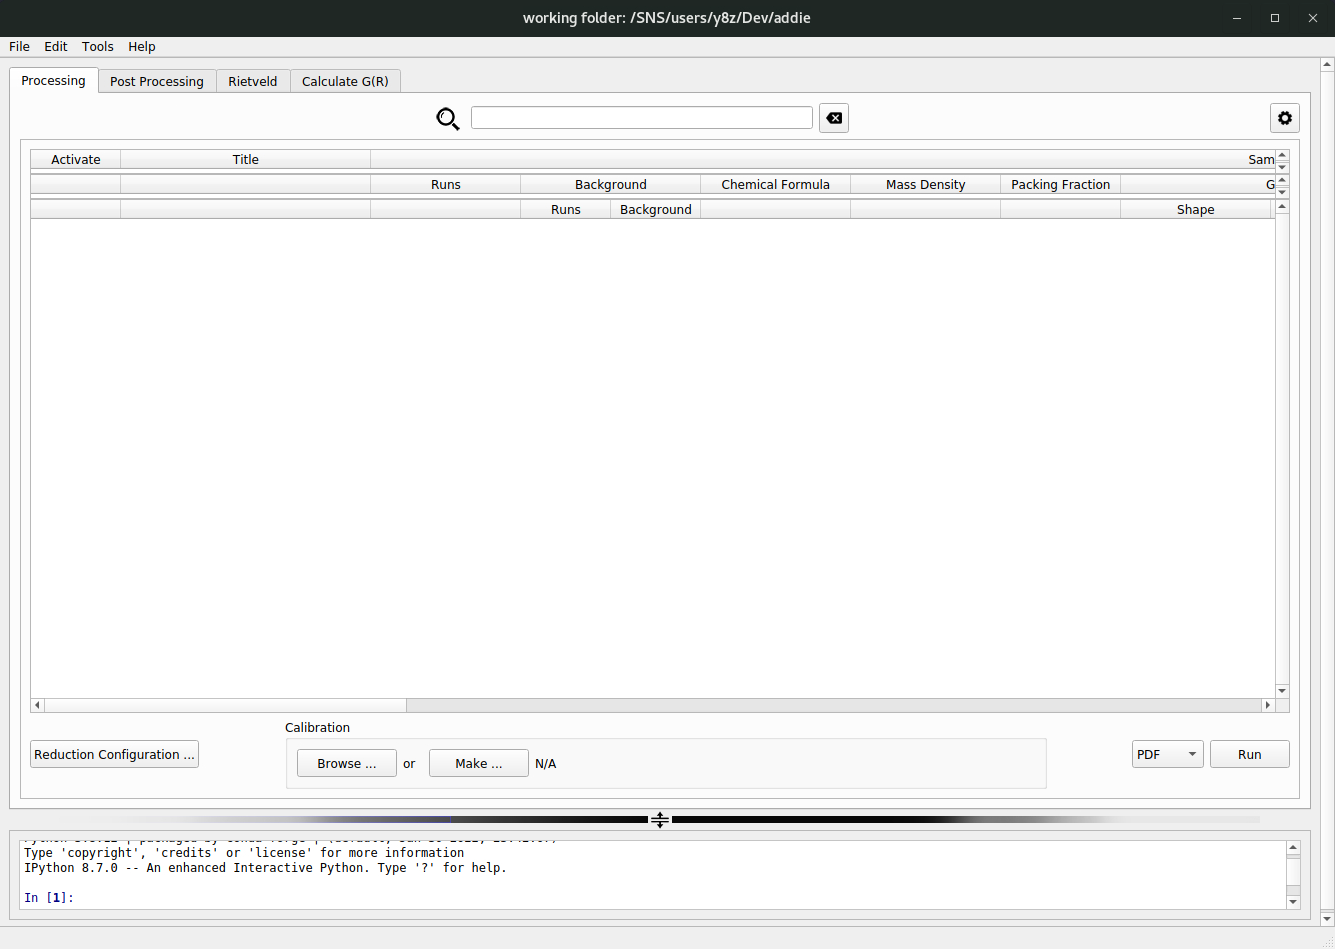 working folder: /SNS/users/y8z/Dev/addie
File Edit Tools Help
Processing Post Processing Rietveld Calculate G(R)
Activate Title Sam
Runs Background Chemical Formula Mass Density Packing Fraction G
Runs Background Shape
Calibration
Reduction Configuration ... Browse ... or Make ... N/A PDF Run
Type 'copyright', 'credits' or 'license' for more information
IPython 8.7.0 -- An enhanced Interactive Python. Type '?' for help.
In [1]: